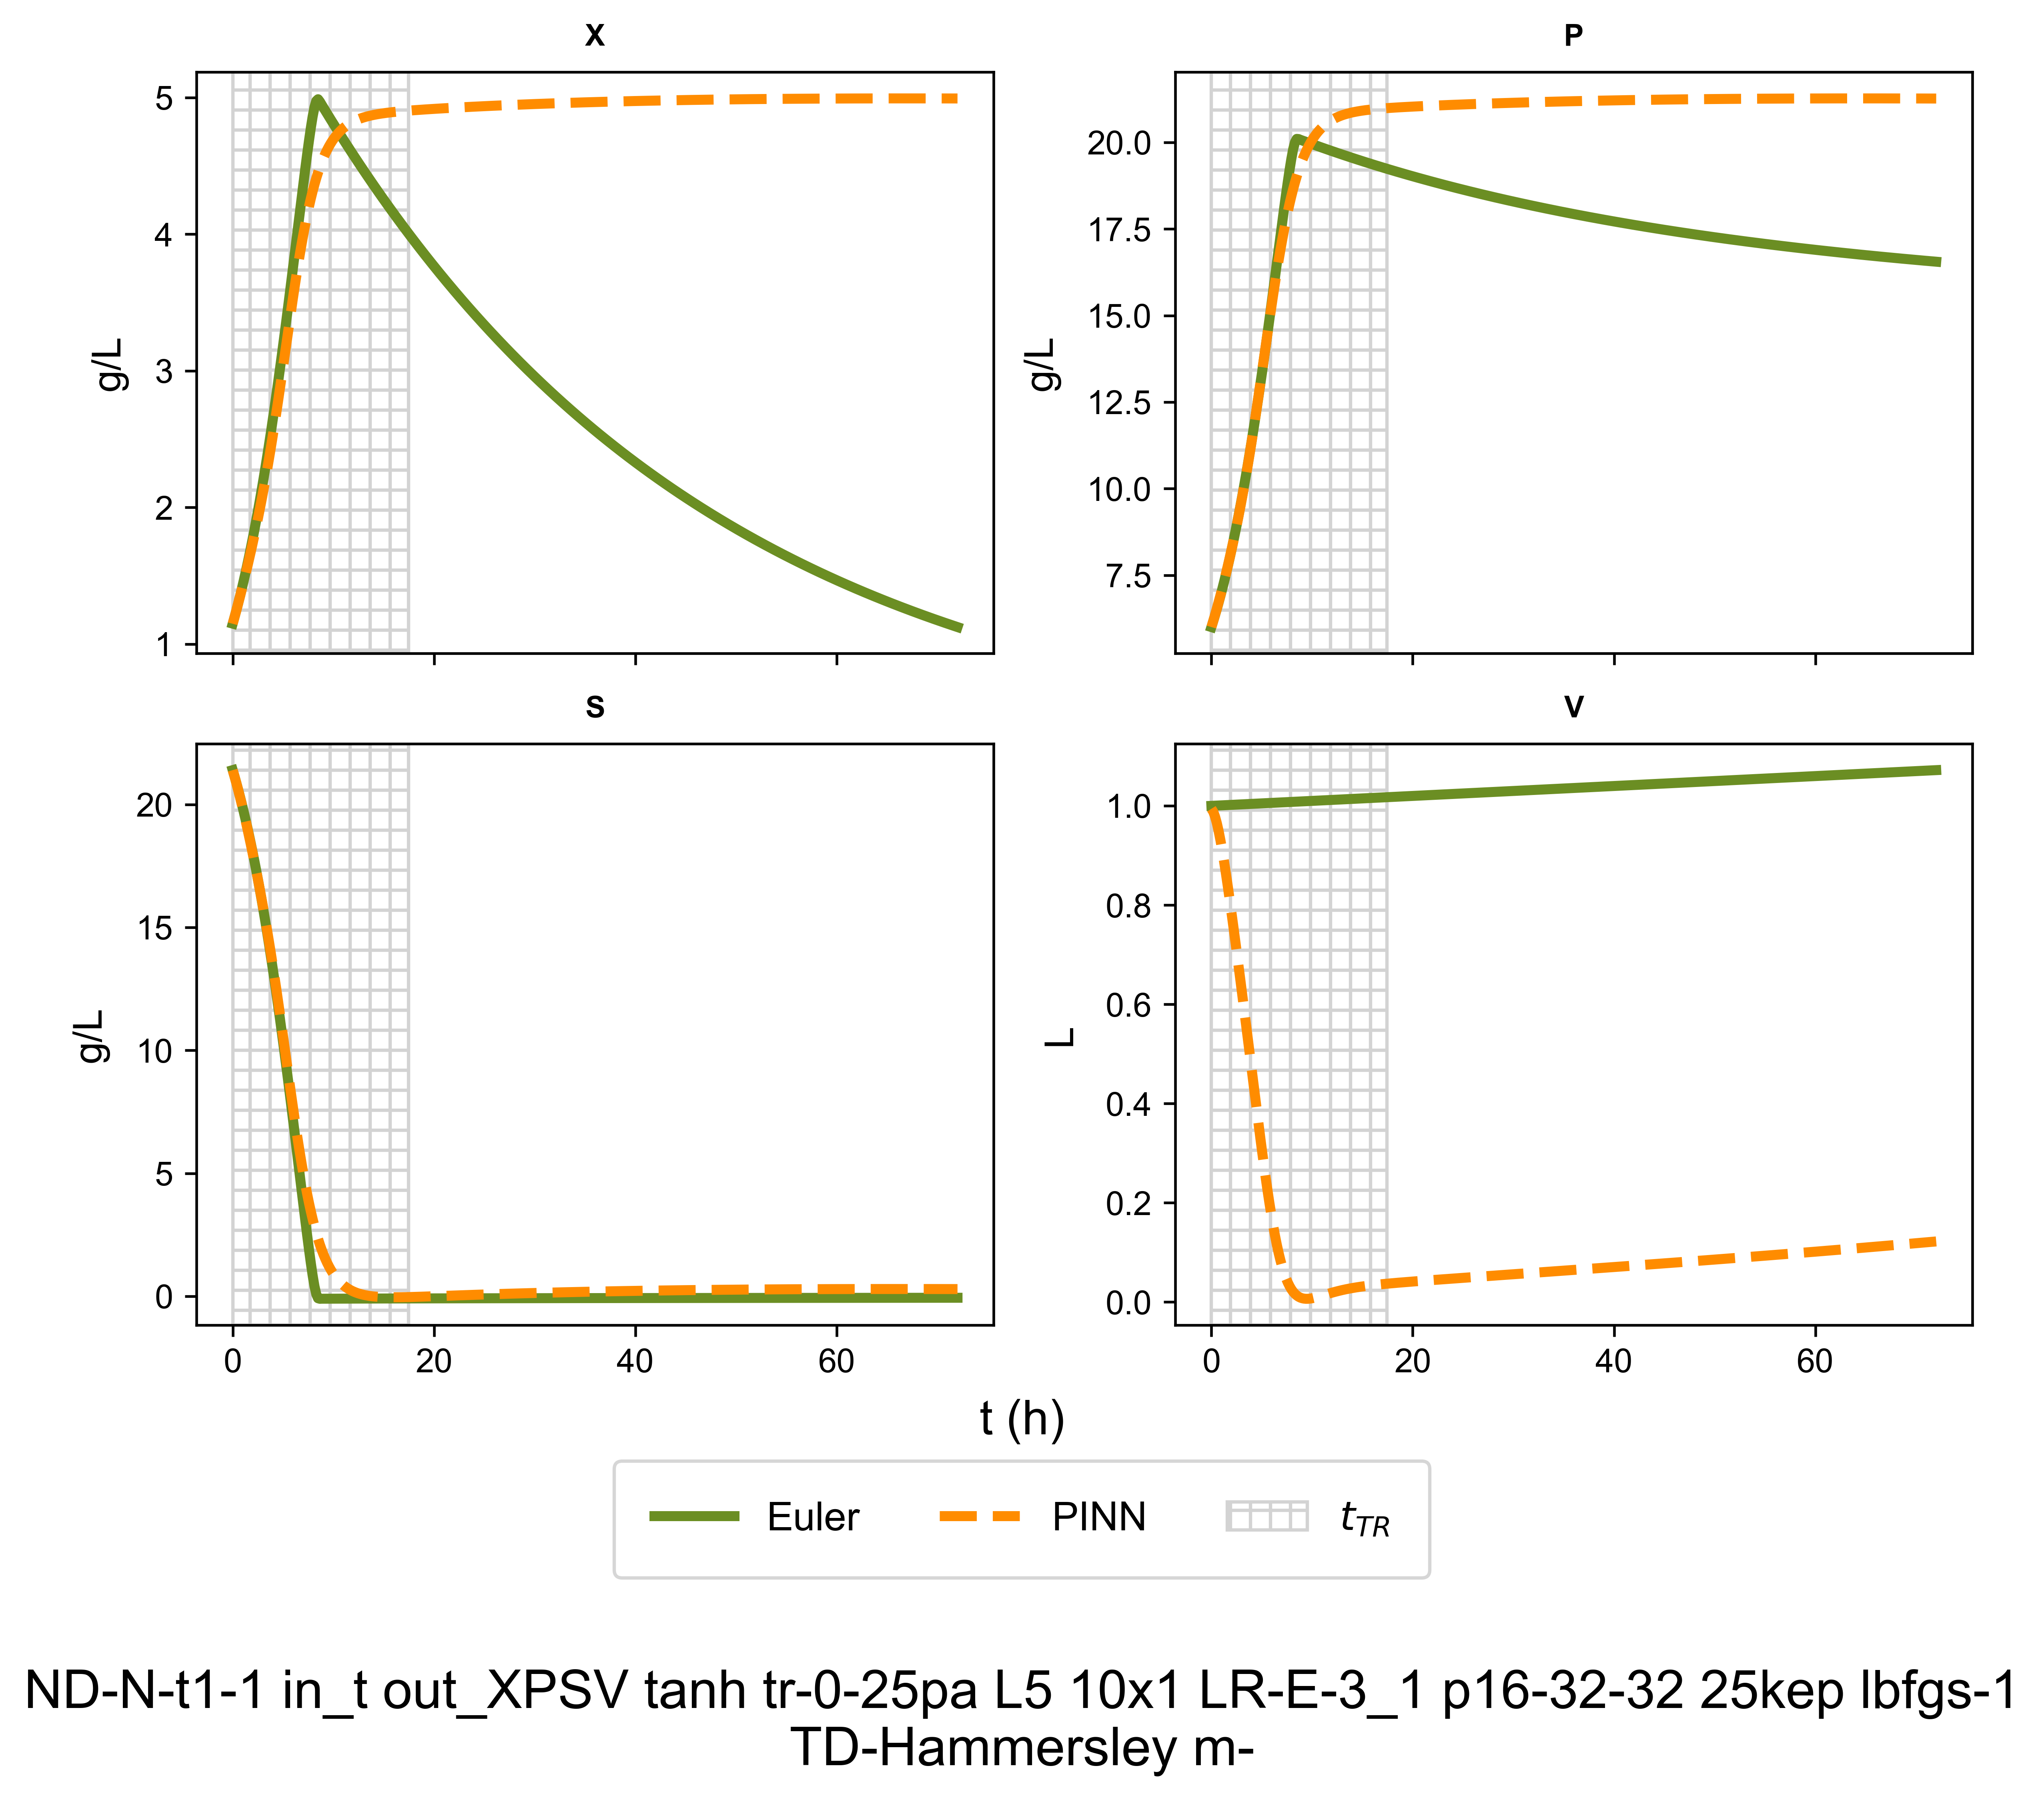 X
P
5
4
3
2
1
g/L
20.0
17.5
15.0
12.5
10.0
7.5
g/L
S
V
20
15
10
5
0
g/L
1.0
0.8
0.6
0.4
0.2
0.0
L
0 20 40 60
0 20 40 60
t (h)
Euler PINN t_TR
ND-N-t1-1 in_t out_XPSV tanh tr-0-25pa L5 10x1 LR-E-3_1 p16-32-32 25kep lbfgs-1
TD-Hammersley m-